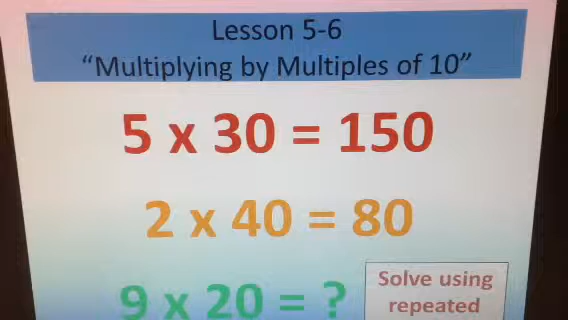 Lesson 5-6
“Multiplying by Multiples of 10”
5 x 30 = 150
2 x 40 = 80
9 x 20 = ?
Solve using
repeated